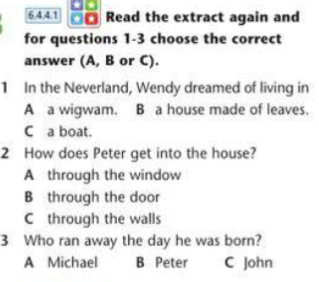 6.4.4.1 Read the extract again and
for questions 1-3 choose the correct
answer (A, B or C).
1 In the Neverland, Wendy dreamed of living in
A a wigwam. B a house made of leaves.
C a boat.
2 How does Peter get into the house?
A through the window
B through the door
C through the walls
3 Who ran away the day he was born?
A Michael B Peter C John